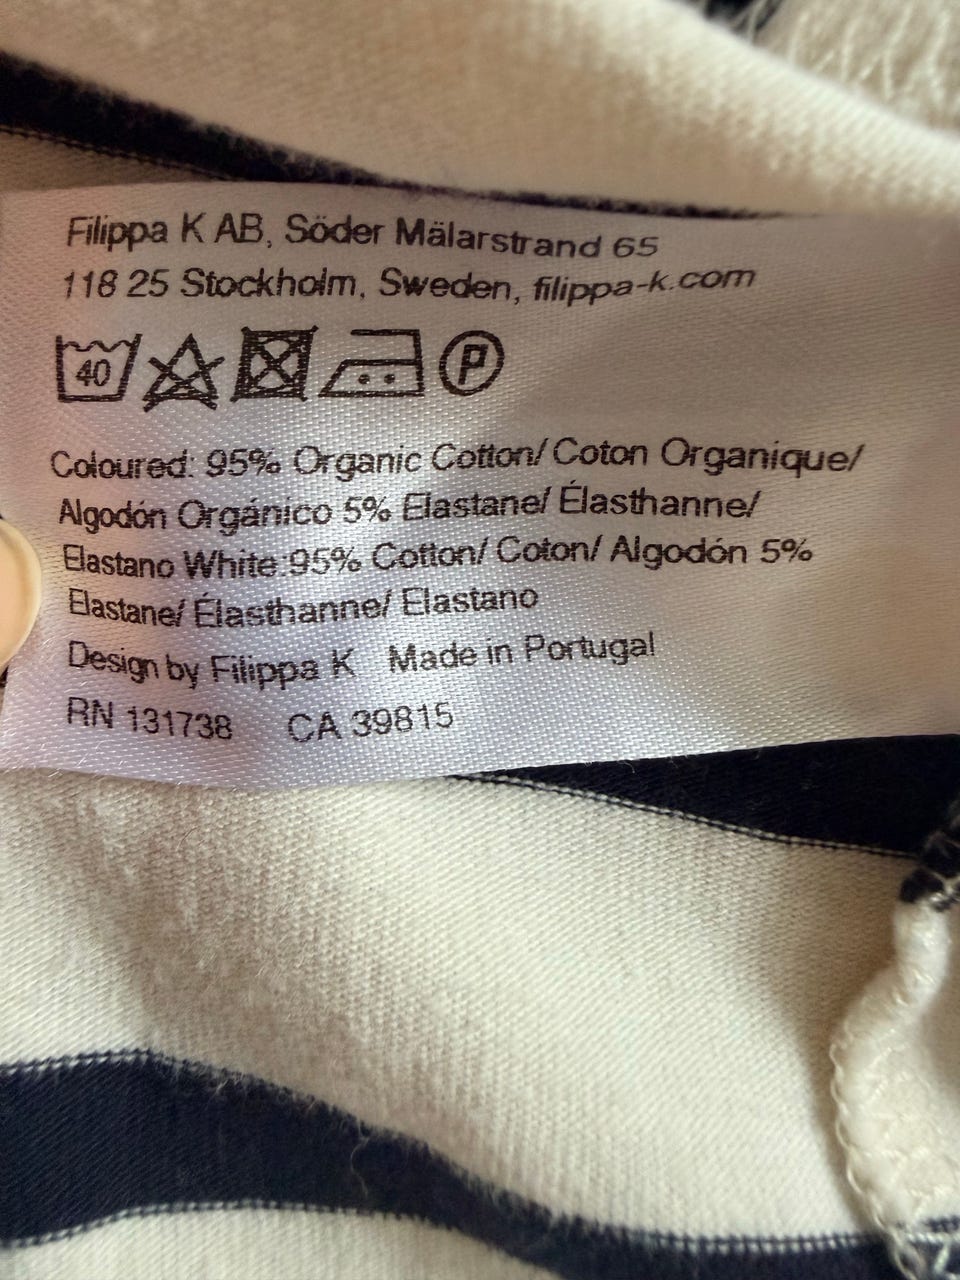 Filippa K AB, Söder Mälarstrand 65
118 25 Stockholm, Sweden, filippa-k.com
40 P
Coloured: 95% Organic Cotton/ Coton Organique/
Algodón Orgánico 5% Elastane/ Élasthanne/
Elastano White:95% Cotton/ Coton/ Algodón 5%
Elastane/ Élasthanne/ Elastano
Design by Filippa K Made in Portugal
RN 131738 CA 39815